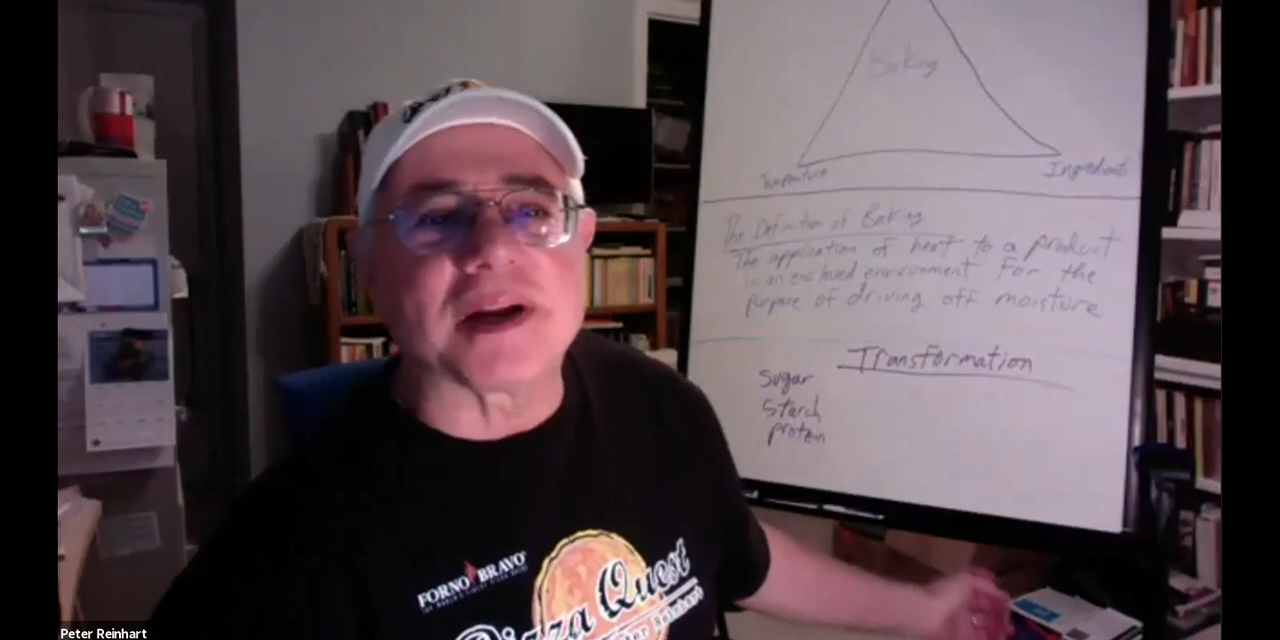 Baking
Temperature
Ingredients
The Definition of Baking
The application of heat to a product
in an enclosed environment for the
purpose of driving off moisture
Transformation
Sugar
Starch
protein
FORNO BRAVO
Pizza Quest
Reinhart
Peter Reinhart